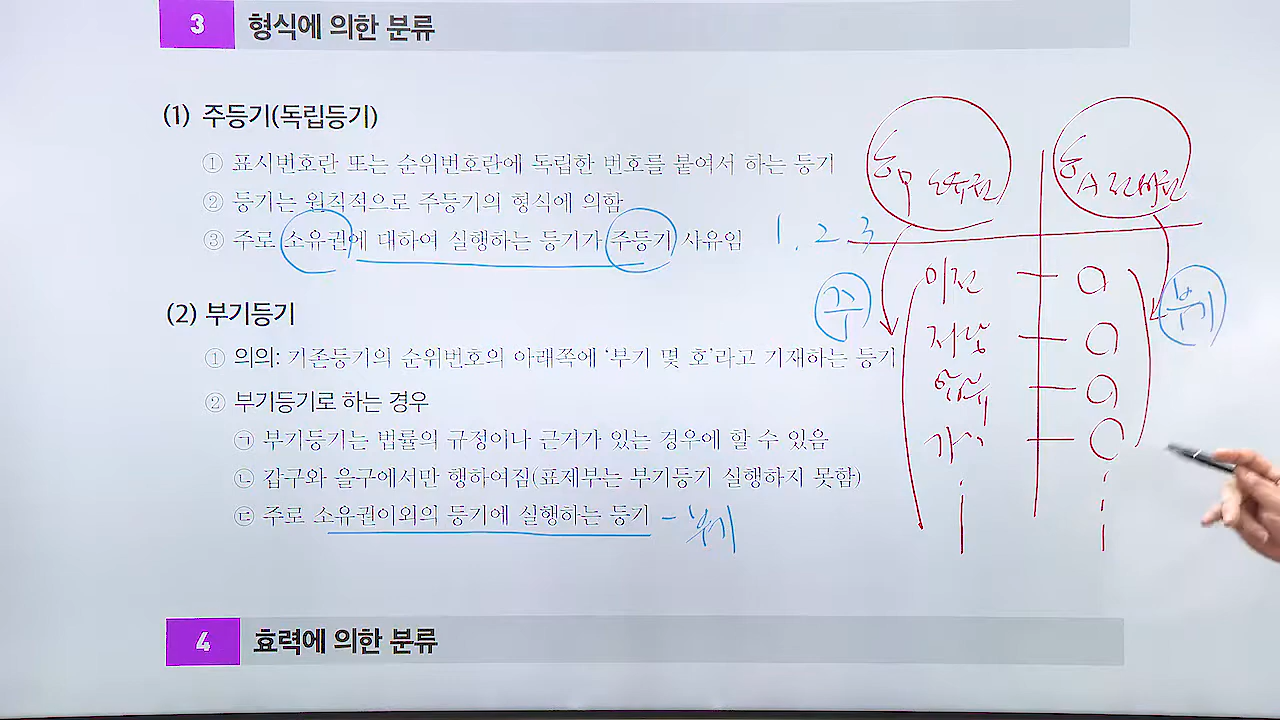 3 형식에 의한 분류
(1) 주등기(독립등기)
① 표시번호란 또는 순위번호란에 독립한 번호를 붙여서 하는 등기
② 등기는 원칙적으로 주등기의 형식에 의함
③ 주로 소유권에 대하여 실행하는 등기가 주등기 사유임
1, 2 3
(2) 부기등기
① 의의: 기존등기의 순위번호의 아래쪽에 ‘부기 몇 호’라고 기재하는 등기
② 부기등기로 하는 경우
㉠ 부기등기는 법률의 규정이나 근거가 있는 경우에 할 수 있음
㉡ 갑구와 을구에서만 행하여짐(표제부는 부기등기 실행하지 못함)
㉢ 주로 소유권이외의 등기에 실행하는 등기 - 부기
소유권
전세권
이전
주
부기
저당
압류
가
4 효력에 의한 분류